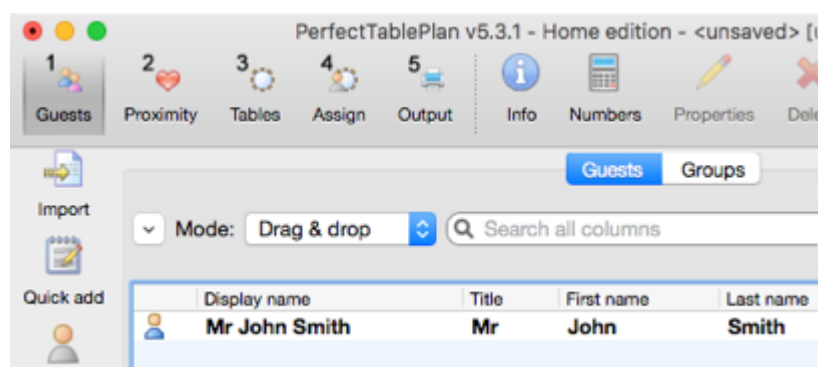 PerfectTablePlan v5.3.1 - Home edition - <unsaved> [
1 2 3 4 5
Guests Proximity Tables Assign Output Info Numbers Properties Dele
Guests Groups
Import
Mode: Drag & drop Search all columns
Quick add
Display name Title First name Last name
Mr John Smith Mr John Smith